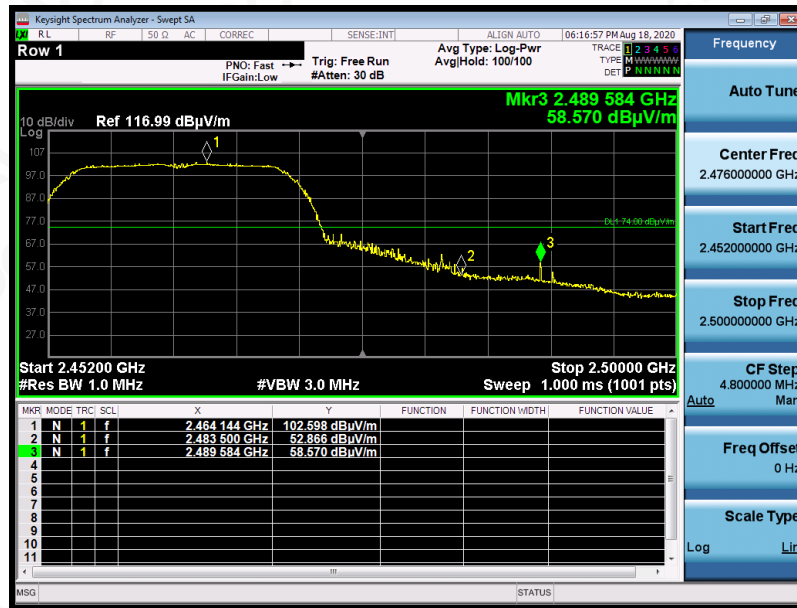 Keysight Spectrum Analyzer - Swept SA
LXI RL RF 50 Ω AC CORREC SENSE:INT ALIGN AUTO 06:16:57 PM Aug 18, 2020
Row 1
PNO: Fast
IFGain:Low
Trig: Free Run
#Atten: 30 dB
Avg Type: Log-Pwr
Avg|Hold: 100/100
TRACE 1 2 3 4 5 6
TYPE M WWWWW
DET P N N N N N
Mkr3 2.489 584 GHz
58.570 dBµV/m
10 dB/div Ref 116.99 dBµV/m
Log
107
97.0
87.0
77.0
67.0
57.0
47.0
37.0
27.0
1
2
3
DL1 74.00 dBµV/m
Start 2.45200 GHz Stop 2.50000 GHz
#Res BW 1.0 MHz #VBW 3.0 MHz Sweep 1.000 ms (1001 pts)
MKR MODE TRC SCL X Y FUNCTION FUNCTION WIDTH FUNCTION VALUE
1 N 1 f 2.464 144 GHz 102.598 dBµV/m
2 N 1 f 2.483 500 GHz 52.866 dBµV/m
3 N 1 f 2.489 584 GHz 58.570 dBµV/m
4
5
6
7
8
9
10
11
MSG STATUS
Frequency
Auto Tune
Center Freq
2.476000000 GHz
Start Freq
2.452000000 GHz
Stop Freq
2.500000000 GHz
CF Step
4.800000 MHz
Auto Man
Freq Offset
0 Hz
Scale Type
Log Lin